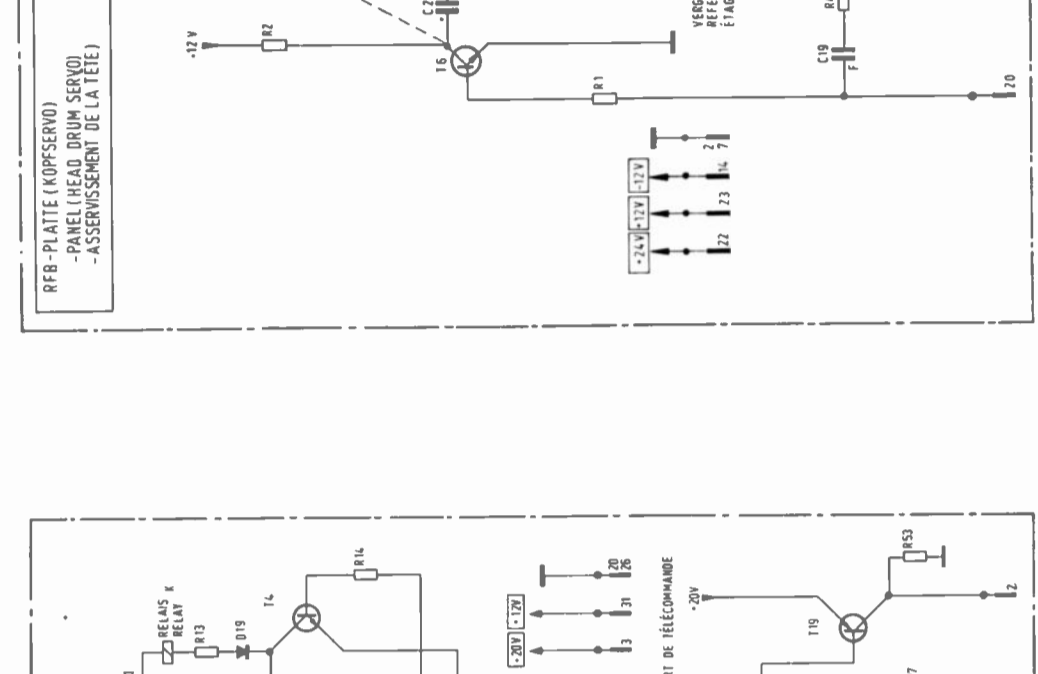 RFB-PLATTE (KOPFSERVO)
-PANEL (HEAD DRUM SERVO)
-ASSERVISSEMENT DE LA TÊTE)
-12 V
R2
T6
R1
C19
F
20
2
7
-12V
14
+12V
23
+24V
22
RELAIS K
RELAY
R13
D19
T4
R14
20
26
+12V
31
+20V
3
DE TÉLÉCOMMANDE
+20V
T19
R53
2
7